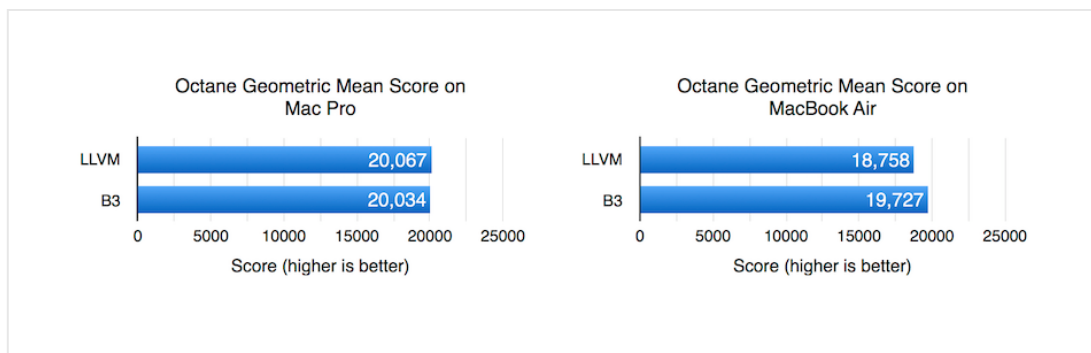 Octane Geometric Mean Score on
Mac Pro
LLVM
20,067
B3
20,034
0 5000 10000 15000 20000 25000
Score (higher is better)
Octane Geometric Mean Score on
MacBook Air
LLVM
18,758
B3
19,727
0 5000 10000 15000 20000 25000
Score (higher is better)